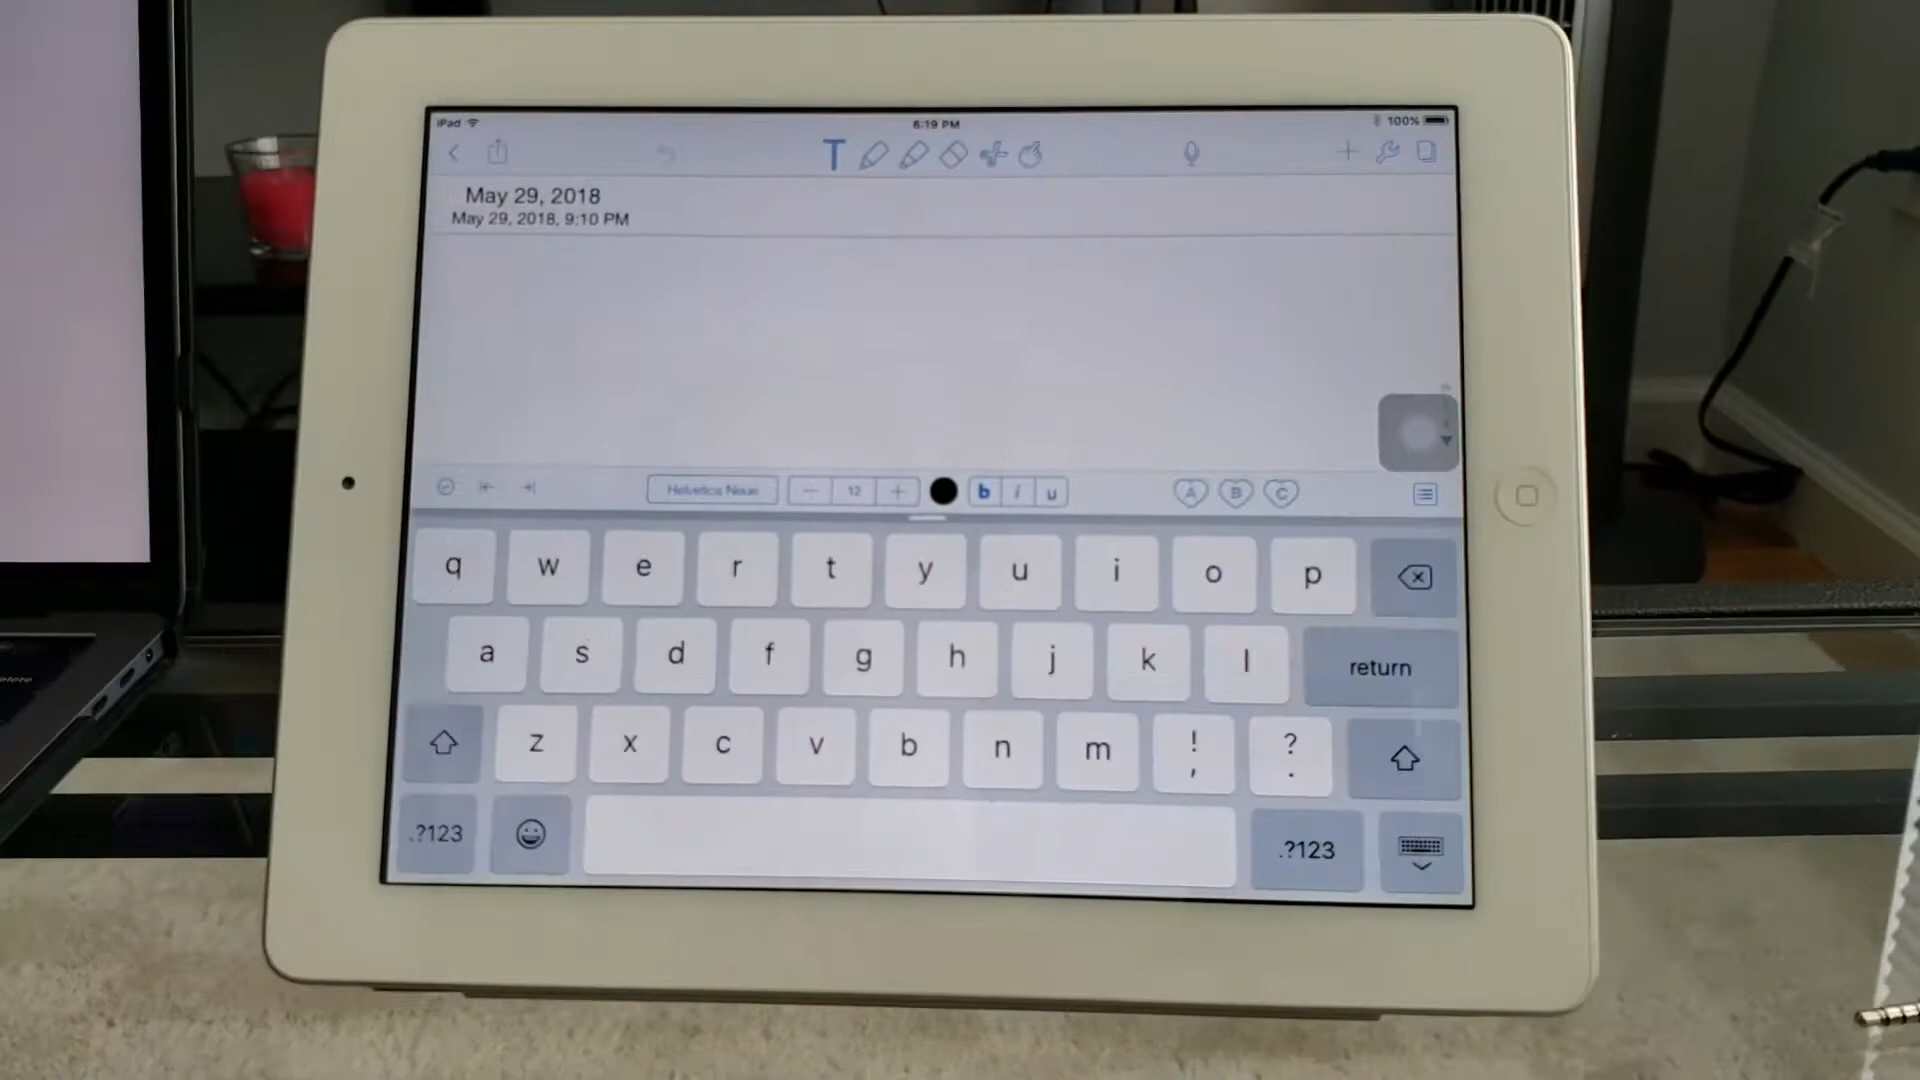 iPad 6:19 PM 100%
T
May 29, 2018
May 29, 2018, 9:10 PM
Helvetica Neue 12 b i u A B C
q w e r t y u i o p
a s d f g h j k l return
z x c v b n m ! , ? .
.?123 .?123